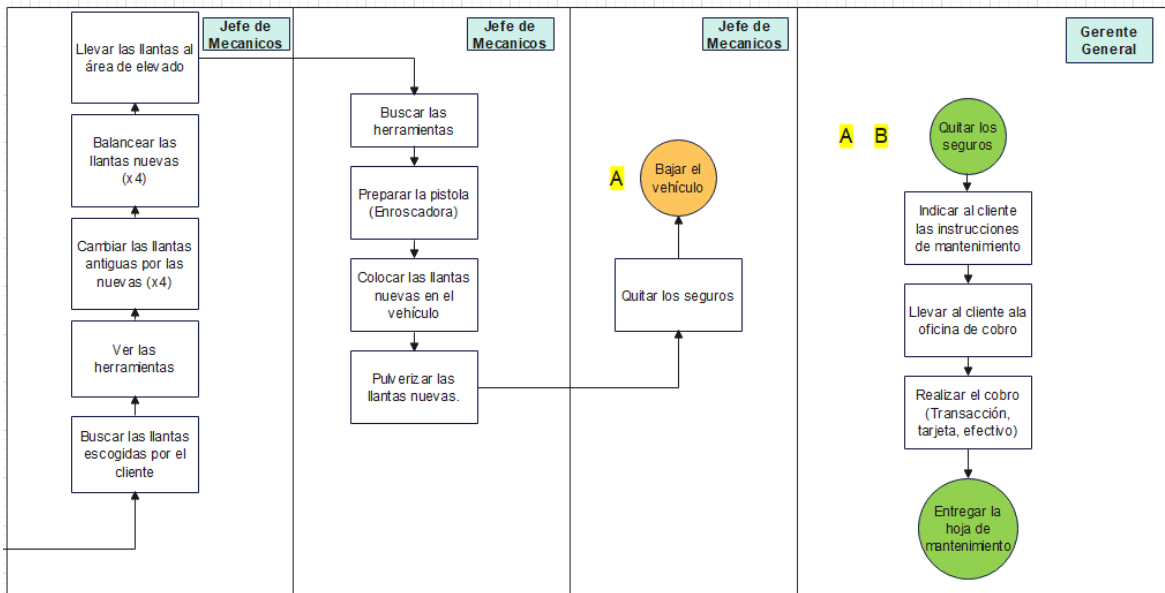 Jefe de
Mecanicos
Llevar las llantas al
área de elevado
Balancear las
llantas nuevas
(x4)
Cambiar las llantas
antiguas por las
nuevas (x4)
Ver las
herramientas
Buscar las llantas
escogidas por el
cliente
Jefe de
Mecanicos
Buscar las
herramientas
Preparar la pistola
(Enroscadora)
Colocar las llantas
nuevas en el
vehículo
Pulverizar las
llantas nuevas.
Jefe de
Mecanicos
A
Bajar el
vehículo
Quitar los seguros
Gerente
General
A B
Quitar los
seguros
Indicar al cliente
las instrucciones
de mantenimiento
Llevar al cliente ala
oficina de cobro
Realizar el cobro
(Transacción,
tarjeta, efectivo)
Entregar la
hoja de
mantenimiento